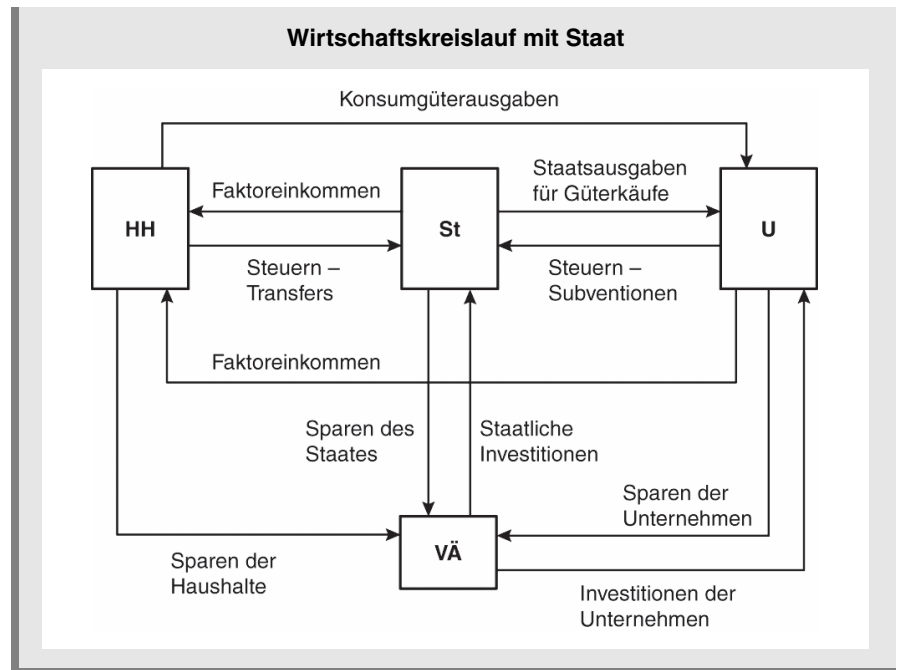 Wirtschaftskreislauf mit Staat
Konsumgüterausgaben
Faktoreinkommen
Staatsausgaben
für Güterkäufe
HH
St
U
Steuern –
Transfers
Steuern –
Subventionen
Faktoreinkommen
Sparen des
Staates
Staatliche
Investitionen
Sparen der
Unternehmen
VÄ
Sparen der
Haushalte
Investitionen der
Unternehmen